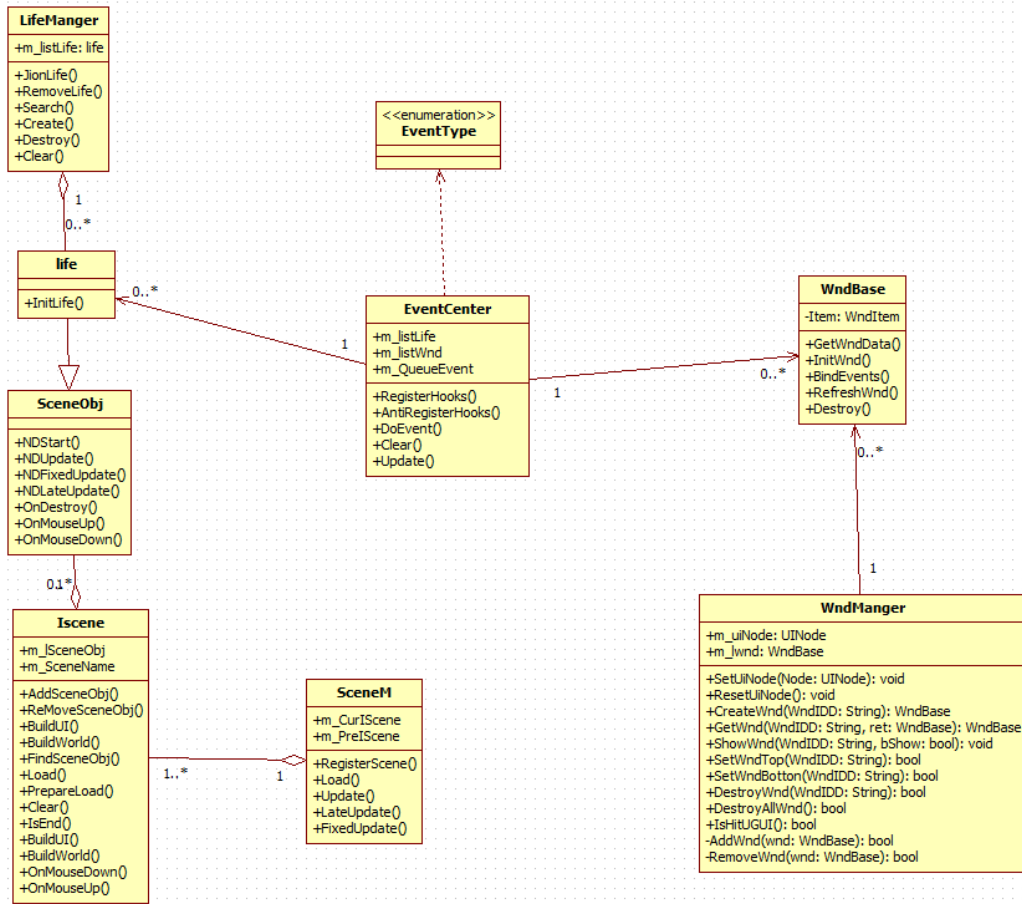 LifeManger
+m_listLife: life
+JionLife()
+RemoveLife()
+Search()
+Create()
+Destroy()
+Clear()
1
0..*
life
+InitLife()
<<enumeration>>
EventType
0..*
1
EventCenter
+m_listLife
+m_listWnd
+m_QueueEvent
+RegisterHooks()
+AntiRegisterHooks()
+DoEvent()
+Clear()
+Update()
1
0..*
WndBase
-Item: WndItem
+GetWndData()
+InitWnd()
+BindEvents()
+RefreshWnd()
+Destroy()
0..*
1
SceneObj
+NDStart()
+NDUpdate()
+NDFixedUpdate()
+NDLateUpdate()
+OnDestroy()
+OnMouseUp()
+OnMouseDown()
Iscene
+m_lSceneObj
+m_SceneName
+AddSceneObj()
+ReMoveSceneObj()
+BuildUI()
+BuildWorld()
+FindSceneObj()
+Load()
+PrepareLoad()
+Clear()
+IsEnd()
+BuildUI()
+BuildWorld()
+OnMouseDown()
+OnMouseUp()
1..*
1
SceneM
+m_CurIScene
+m_PreIScene
+RegisterScene()
+Load()
+Update()
+LateUpdate()
+FixedUpdate()
WndManger
+m_uiNode: UINode
+m_lwnd: WndBase
+SetUiNode(Node: UINode): void
+ResetUiNode(): void
+CreateWnd(WndIDD: String): WndBase
+GetWnd(WndIDD: String, ret: WndBase): WndBase
+ShowWnd(WndIDD: String, bShow: bool): void
+SetWndTop(WndIDD: String): bool
+SetWndBotton(WndIDD: String): bool
+DestroyWnd(WndIDD: String): bool
+DestroyAllWnd(): bool
+IsHitUGUI(): bool
-AddWnd(wnd: WndBase): bool
-RemoveWnd(wnd: WndBase): bool